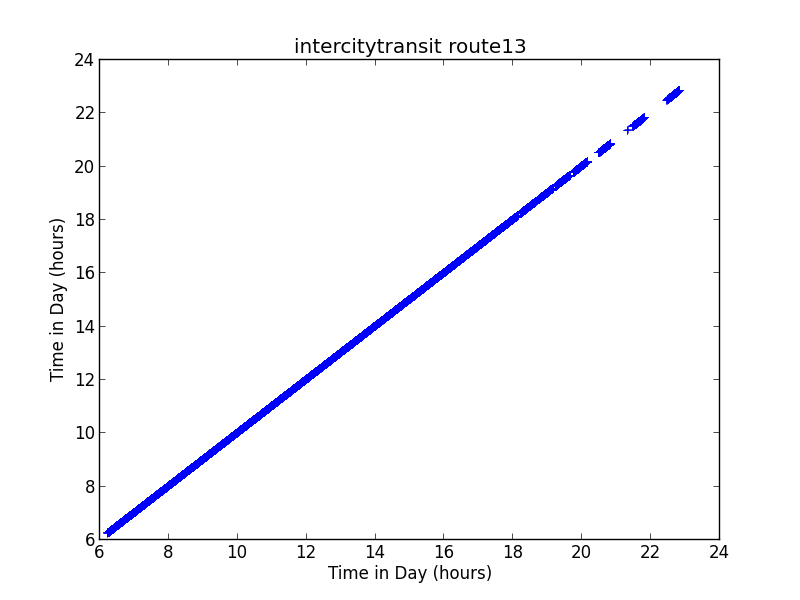 intercitytransit route13
24
22
20
18
16
14
12
10
8
6
Time in Day (hours)
6 8 10 12 14 16 18 20 22 24
Time in Day (hours)